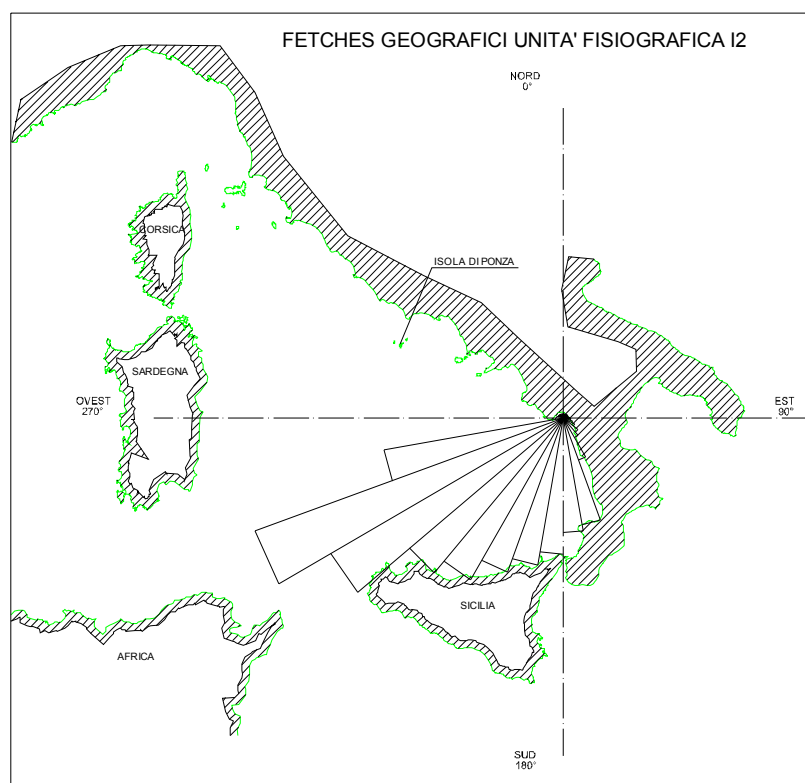 FETCHES GEOGRAFICI UNITA' FISIOGRAFICA I2
NORD
0°
CORSICA
ISOLA DI PONZA
SARDEGNA
OVEST
270°
EST
90°
SICILIA
AFRICA
SUD
180°